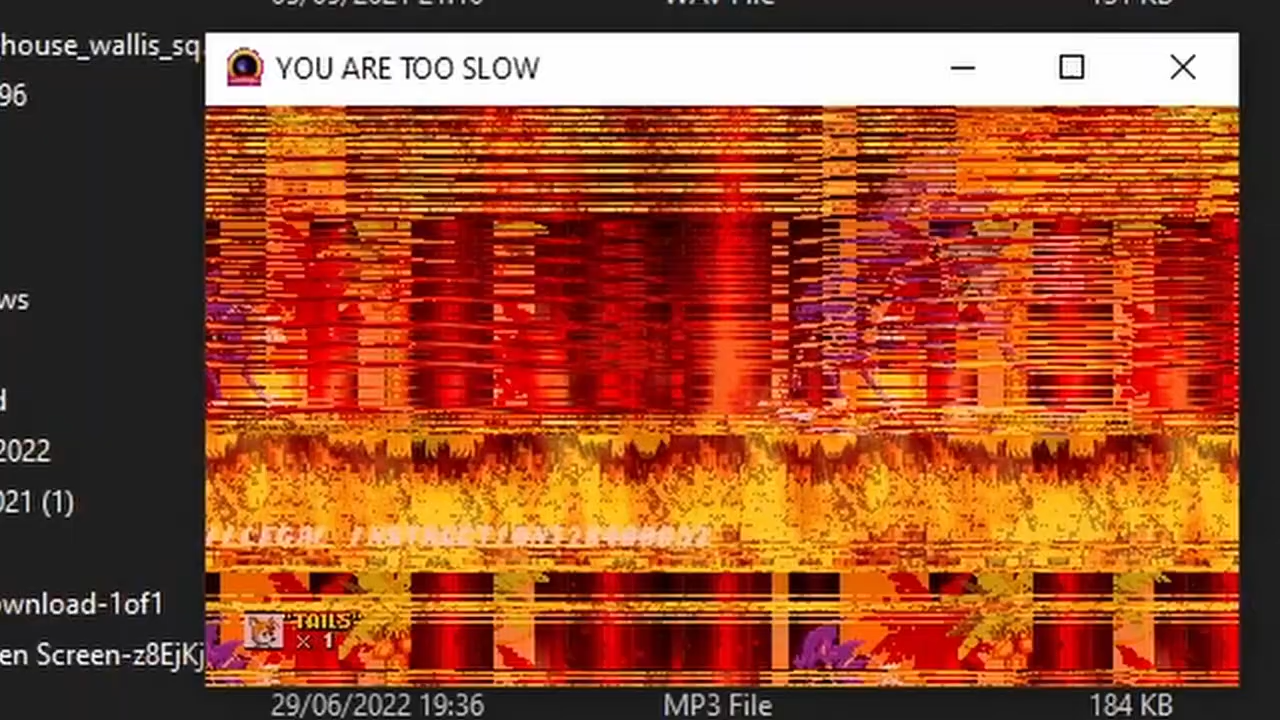 house_wallis_sq
YOU ARE TOO SLOW
96
ws
d
2022
021 (1)
"TAILS"
× 1
ownload-1of1
en Screen-z8EjKj
29/06/2022 19:36 MP3 File 184 KB